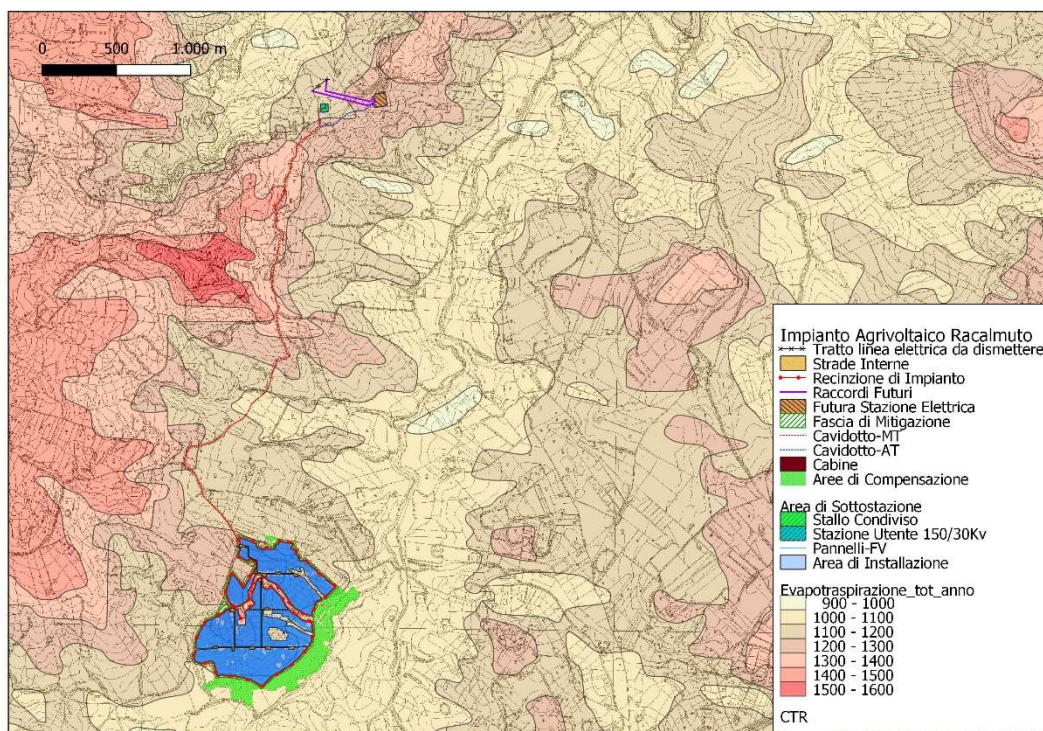 0 500 1.000 m
Impianto Agrivoltaico Racalmuto
Tratto linea elettrica da dismettere
Strade Interne
Recinzione di Impianto
Raccordi Futuri
Futura Stazione Elettrica
Fascia di Mitigazione
Cavidotto-MT
Cavidotto-AT
Cabine
Aree di Compensazione
Area di Sottostazione
Stallo Condiviso
Stazione Utente 150/30Kv
Pannelli-FV
Area di Installazione
Evapotraspirazione_tot_anno
900 - 1000
1000 - 1100
1100 - 1200
1200 - 1300
1300 - 1400
1400 - 1500
1500 - 1600
CTR